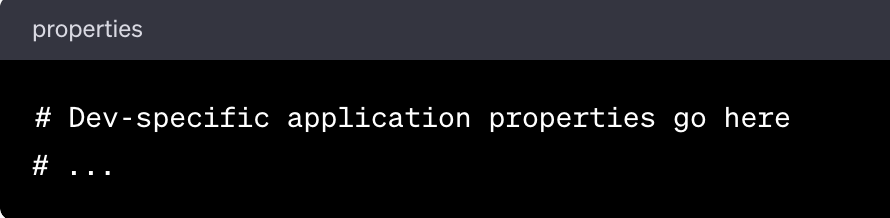 properties
# Dev-specific application properties go here
# ...